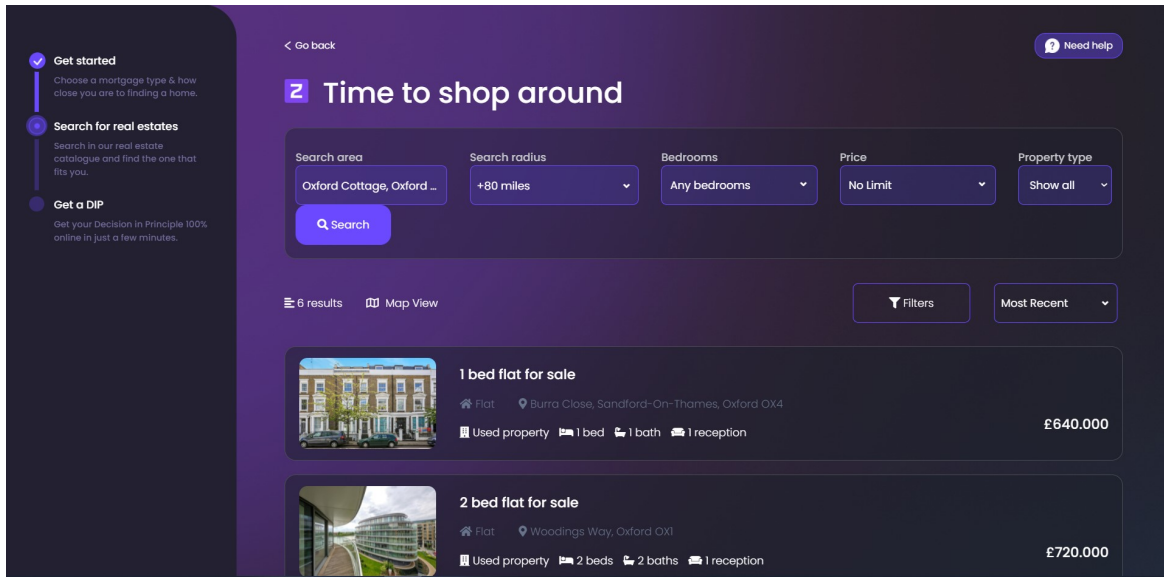 Get started
Choose a mortgage type & how
close you are to finding a home.
Search for real estates
Search in our real estate
catalogue and find the one that
fits you.
Get a DIP
Get your Decision in Principle 100%
online in just a few minutes.
Go back
Need help
Z Time to shop around
Search area
Search radius
Bedrooms
Price
Property type
Oxford Cottage, Oxford ...
+80 miles
Any bedrooms
No Limit
Show all
Search
6 results
Map View
Filters
Most Recent
1 bed flat for sale
Flat Burra Close, Sandford-On-Thames, Oxford OX4
Used property 1 bed 1 bath 1 reception
£640.000
2 bed flat for sale
Flat Woodings Way, Oxford OX1
Used property 2 beds 2 baths 1 reception
£720.000